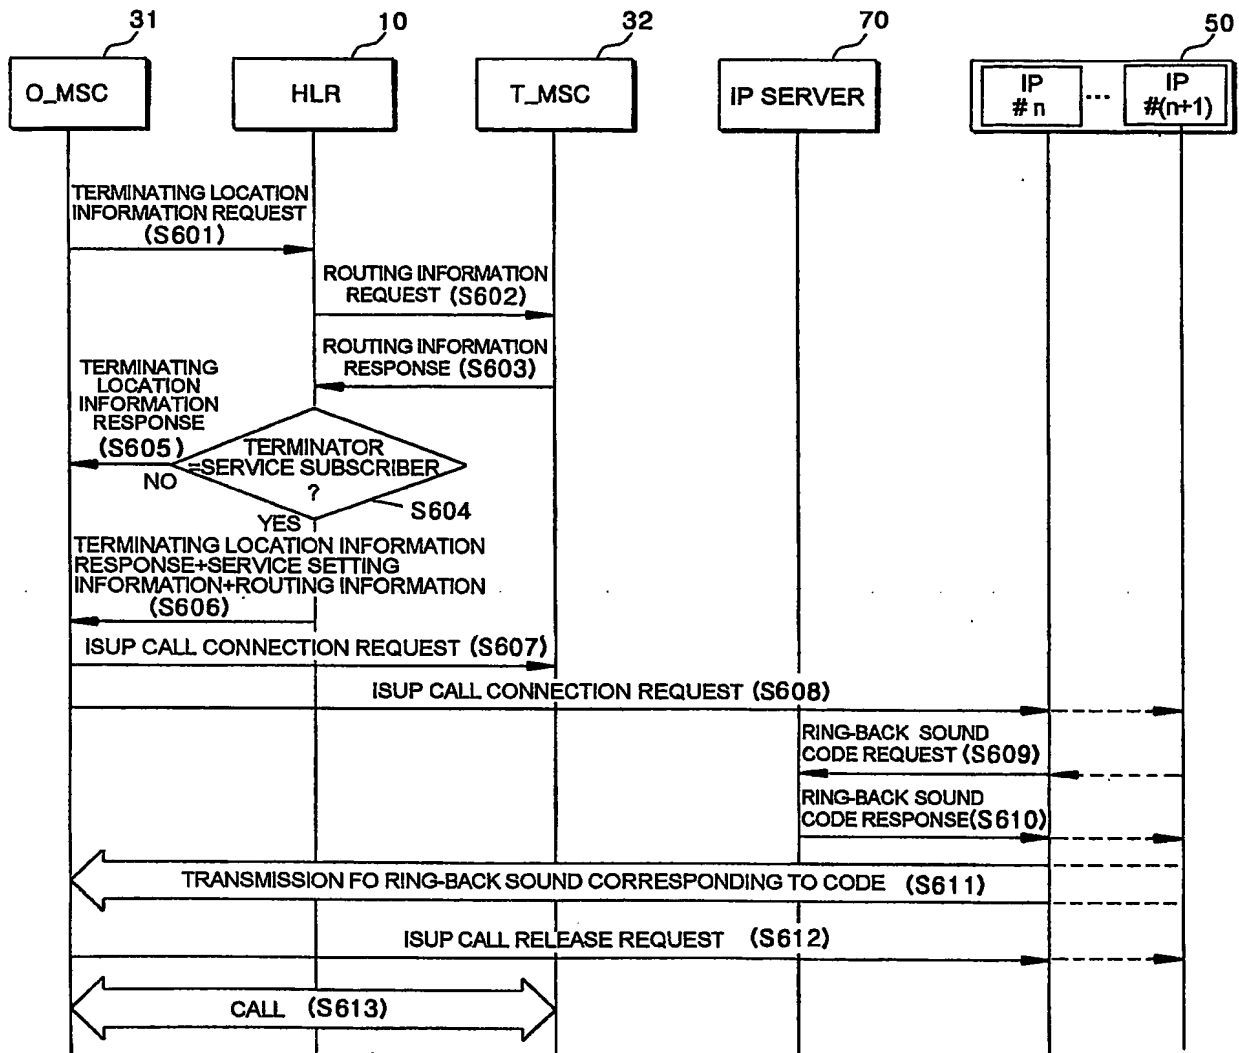 31
10
32
70
50
O_MSC
HLR
T_MSC
IP SERVER
IP
# n
...
IP
#(n+1)
TERMINATING LOCATION
INFORMATION REQUEST
(S601)
ROUTING INFORMATION
REQUEST (S602)
ROUTING INFORMATION
RESPONSE (S603)
TERMINATING
LOCATION
INFORMATION
RESPONSE
(S605)
NO
TERMINATOR
=SERVICE SUBSCRIBER
?
S604
YES
TERMINATING LOCATION INFORMATION
RESPONSE+SERVICE SETTING
INFORMATION+ROUTING INFORMATION
(S606)
ISUP CALL CONNECTION REQUEST (S607)
ISUP CALL CONNECTION REQUEST (S608)
RING-BACK SOUND
CODE REQUEST (S609)
RING-BACK SOUND
CODE RESPONSE(S610)
TRANSMISSION FO RING-BACK SOUND CORRESPONDING TO CODE (S611)
ISUP CALL RELEASE REQUEST (S612)
CALL (S613)